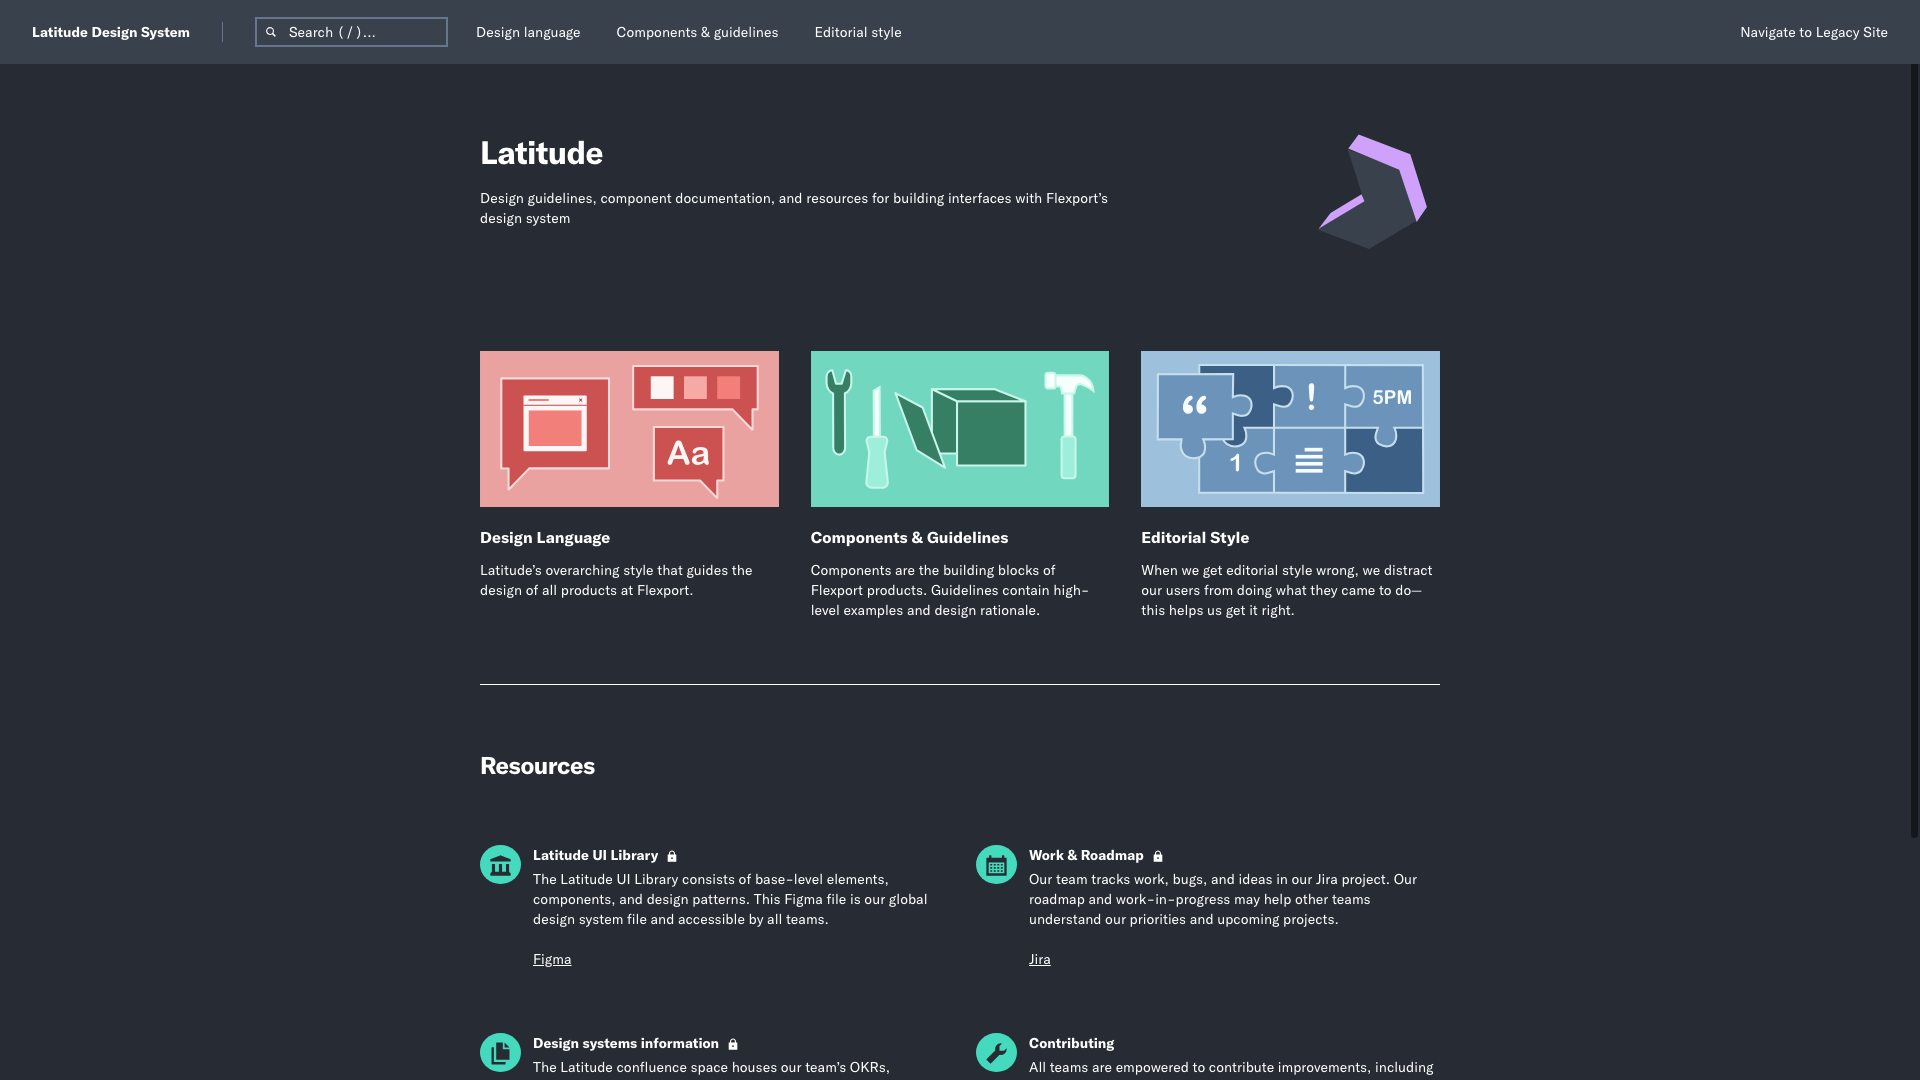 Latitude Design System
Search (/)...
Design language
Components & guidelines
Editorial style
Navigate to Legacy Site
Latitude
Design guidelines, component documentation, and resources for building interfaces with Flexport’s
design system
Aa
“
!
5PM
1
Design Language
Latitude’s overarching style that guides the
design of all products at Flexport.
Components & Guidelines
Components are the building blocks of
Flexport products. Guidelines contain high-
level examples and design rationale.
Editorial Style
When we get editorial style wrong, we distract
our users from doing what they came to do—
this helps us get it right.
Resources
Latitude UI Library
The Latitude UI Library consists of base-level elements,
components, and design patterns. This Figma file is our global
design system file and accessible by all teams.
Figma
Work & Roadmap
Our team tracks work, bugs, and ideas in our Jira project. Our
roadmap and work-in-progress may help other teams
understand our priorities and upcoming projects.
Jira
Design systems information
The Latitude confluence space houses our team’s OKRs,
Contributing
All teams are empowered to contribute improvements, including